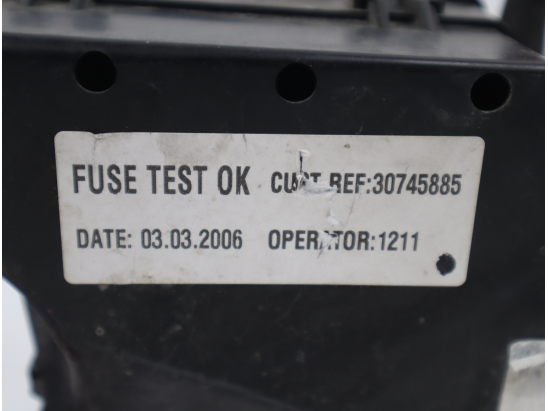 FUSE TEST OK CUST REF:30745885
DATE: 03.03.2006 OPERATOR:1211